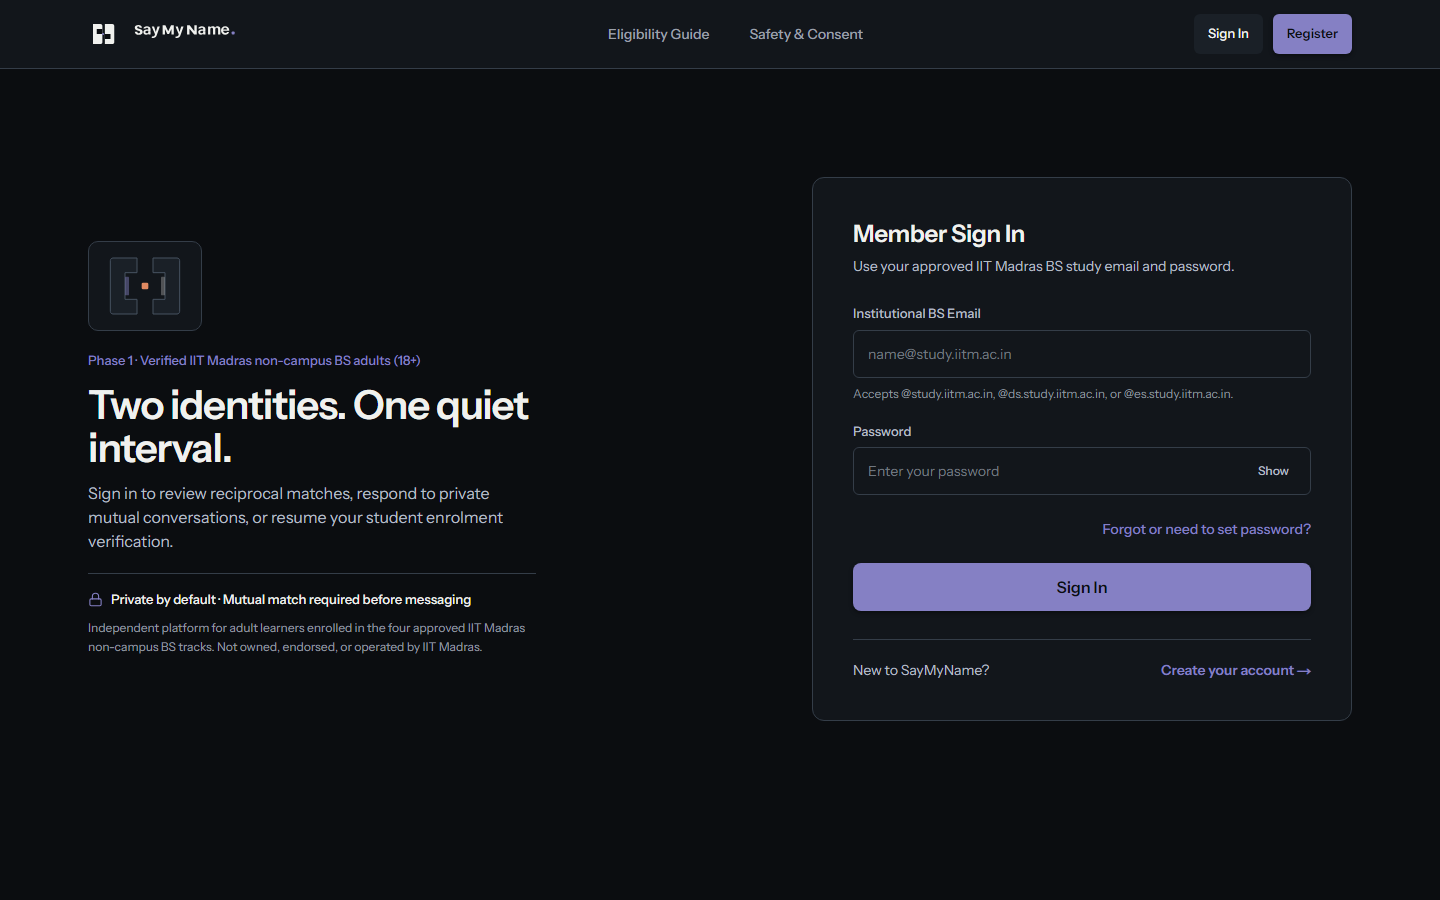 Say My Name.
Eligibility Guide
Safety & Consent
Sign In
Register
Phase 1 · Verified IIT Madras non-campus BS adults (18+)
Two identities. One quiet
interval.
Sign in to review reciprocal matches, respond to private
mutual conversations, or resume your student enrolment
verification.
Private by default · Mutual match required before messaging
Independent platform for adult learners enrolled in the four approved IIT Madras
non-campus BS tracks. Not owned, endorsed, or operated by IIT Madras.
Member Sign In
Use your approved IIT Madras BS study email and password.
Institutional BS Email
name@study.iitm.ac.in
Accepts @study.iitm.ac.in, @ds.study.iitm.ac.in, or @es.study.iitm.ac.in.
Password
Enter your password
Show
Forgot or need to set password?
Sign In
New to SayMyName?
Create your account →